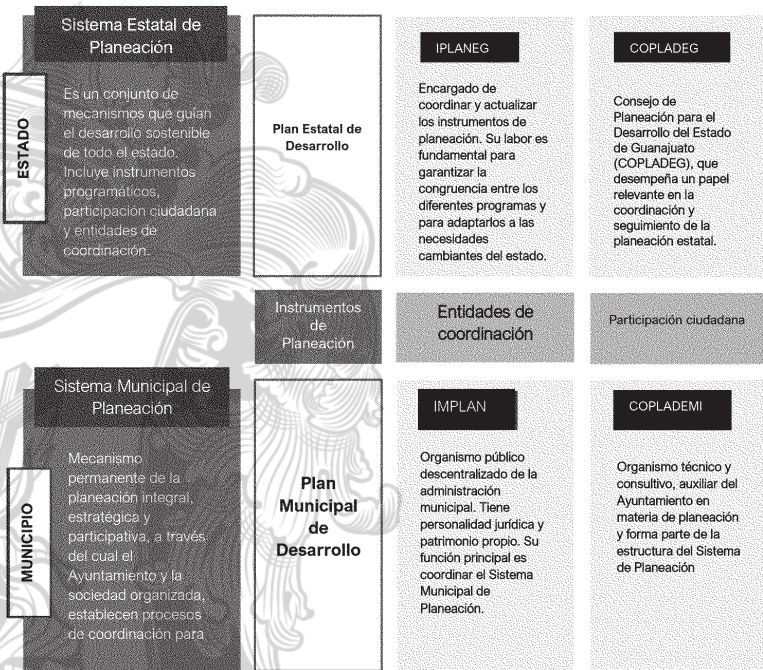 Sistema Estatal de
Planeación
ESTADO
Es un conjunto de
mecanismos que guían
el desarrollo sostenible
de todo el estado.
Incluye instrumentos
programáticos,
participación ciudadana
y entidades de
coordinación.
Plan Estatal de
Desarrollo
IPLANEG
Encargado de
coordinar y actualizar
los instrumentos de
planeación. Su labor es
fundamental para
garantizar la
congruencia entre los
diferentes programas y
para adaptarlos a las
necesidades
cambiantes del estado.
COPLADEG
Consejo de
Planeación para el
Desarrollo del Estado
de Guanajuato
(COPLADEG), que
desempeña un papel
relevante en la
coordinación y
seguimiento de la
planeación estatal.
Instrumentos
de
Planeación
Entidades de
coordinación
Participación ciudadana
Sistema Municipal de
Planeación
MUNICIPIO
Mecanismo
permanente de la
planeación integral,
estratégica y
participativa, a través
del cual el
Ayuntamiento y la
sociedad organizada,
establecen procesos
de coordinación para
Plan
Municipal
de
Desarrollo
IMPLAN
Organismo público
descentralizado de la
administración
municipal. Tiene
personalidad jurídica y
patrimonio propio. Su
función principal es
coordinar el Sistema
Municipal de
Planeación.
COPLADEMI
Organismo técnico y
consultivo, auxiliar del
Ayuntamiento en
materia de planeación
y forma parte de la
estructura del Sistema
de Planeación